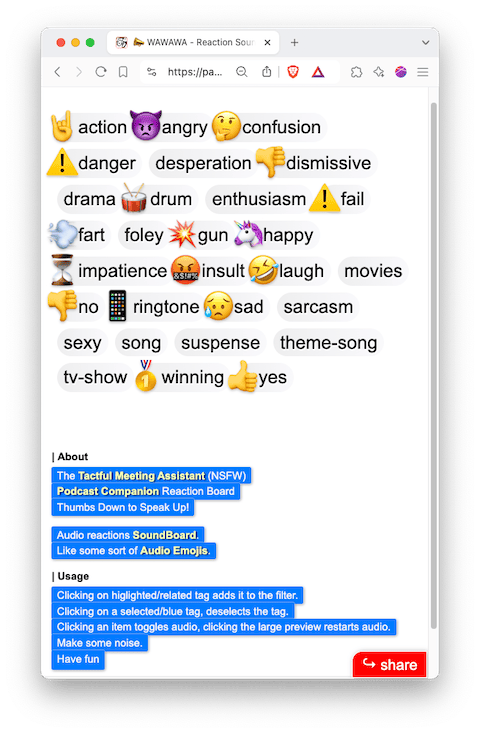 WAWAWA - Reaction Soun
https://pa...
action angry confusion
danger desperation dismissive
drama drum enthusiasm fail
fart foley gun happy
impatience insult laugh movies
no ringtone sad sarcasm
sexy song suspense theme-song
tv-show winning yes
| About
The Tactful Meeting Assistant (NSFW)
Podcast Companion Reaction Board
Thumbs Down to Speak Up!
Audio reactions SoundBoard.
Like some sort of Audio Emojis.
| Usage
Clicking on higlighted/related tag adds it to the filter.
Clicking on a selected/blue tag, deselects the tag.
Clicking an item toggles audio, clicking the large preview restarts audio.
Make some noise.
Have fun
share